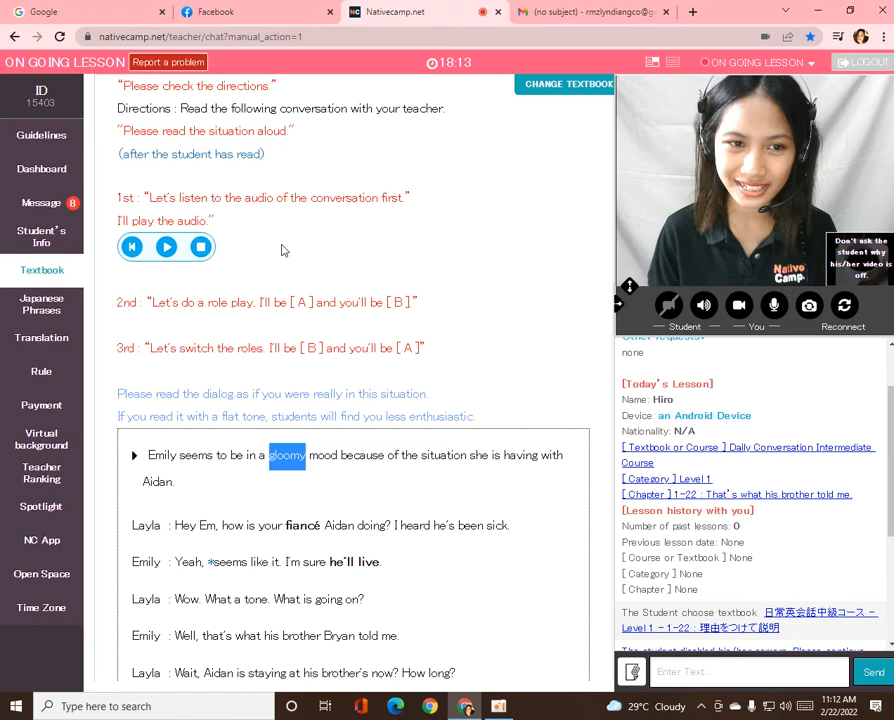 Google
Facebook
Nativecamp.net
(no subject) - rmzlyndiangco@g
nativecamp.net/teacher/chat?manual_action=1
ON GOING LESSON
Report a problem
18:13
ON GOING LESSON
LOGOUT
ID
15403
Guidelines
Dashboard
Message 8
Student's
Info
Textbook
Japanese
Phrases
Translation
Rule
Payment
Virtual
background
Teacher
Ranking
Spotlight
NC App
Open Space
Time Zone
CHANGE TEXTBOOK
"Please check the directions."
Directions : Read the following conversation with your teacher.
"Please read the situation aloud."
(after the student has read)
1st : "Let's listen to the audio of the conversation first."
I'll play the audio."
2nd : "Let's do a role play. I'll be [ A ] and you'll be [ B ]."
3rd : "Let's switch the roles. I'll be [ B ] and you'll be [ A ]"
Please read the dialog as if you were really in this situation.
If you read it with a flat tone, students will find you less enthusiastic.
Emily seems to be in a gloomy mood because of the situation she is having with
Aidan.
Layla : Hey Em, how is your fiancé Aidan doing? I heard he's been sick.
Emily : Yeah, *seems like it. I'm sure he'll live.
Layla : Wow. What a tone. What is going on?
Emily : Well, that's what his brother Bryan told me.
Layla : Wait, Aidan is staying at his brother's now? How long?
Native
Camp.
Don't ask the
student why
his/her video is
off.
Student
You
Reconnect
Other requests:
none
[Today's Lesson]
Name: Hiro
Device: an Android Device
Nationality: N/A
[ Textbook or Course ] Daily Conversation Intermediate
Course
[ Category ] Level 1
[ Chapter ] 1-22 : That's what his brother told me.
[Lesson history with you]
Number of past lessons: 0
Previous lesson date: None
[ Course or Textbook ] None
[ Category ] None
[ Chapter ] None
The Student choose textbook 日常英会話中級コース -
Level 1 - 1-22 : 理由をつけて説明
The student disabled his/her camera. Please continue
Enter Text...
Send
Type here to search
29°C Cloudy
11:12 AM
2/22/2022